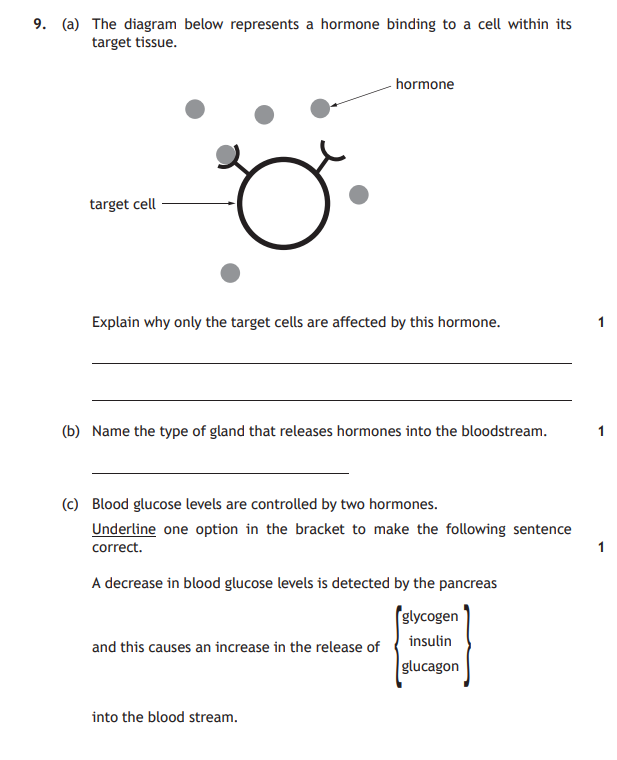 9. (a) The diagram below represents a hormone binding to a cell within its
target tissue.
hormone
target cell
Explain why only the target cells are affected by this hormone. 1
(b) Name the type of gland that releases hormones into the bloodstream. 1
(c) Blood glucose levels are controlled by two hormones.
Underline one option in the bracket to make the following sentence
correct. 1
A decrease in blood glucose levels is detected by the pancreas
glycogen
insulin
and this causes an increase in the release of
glucagon
into the blood stream.